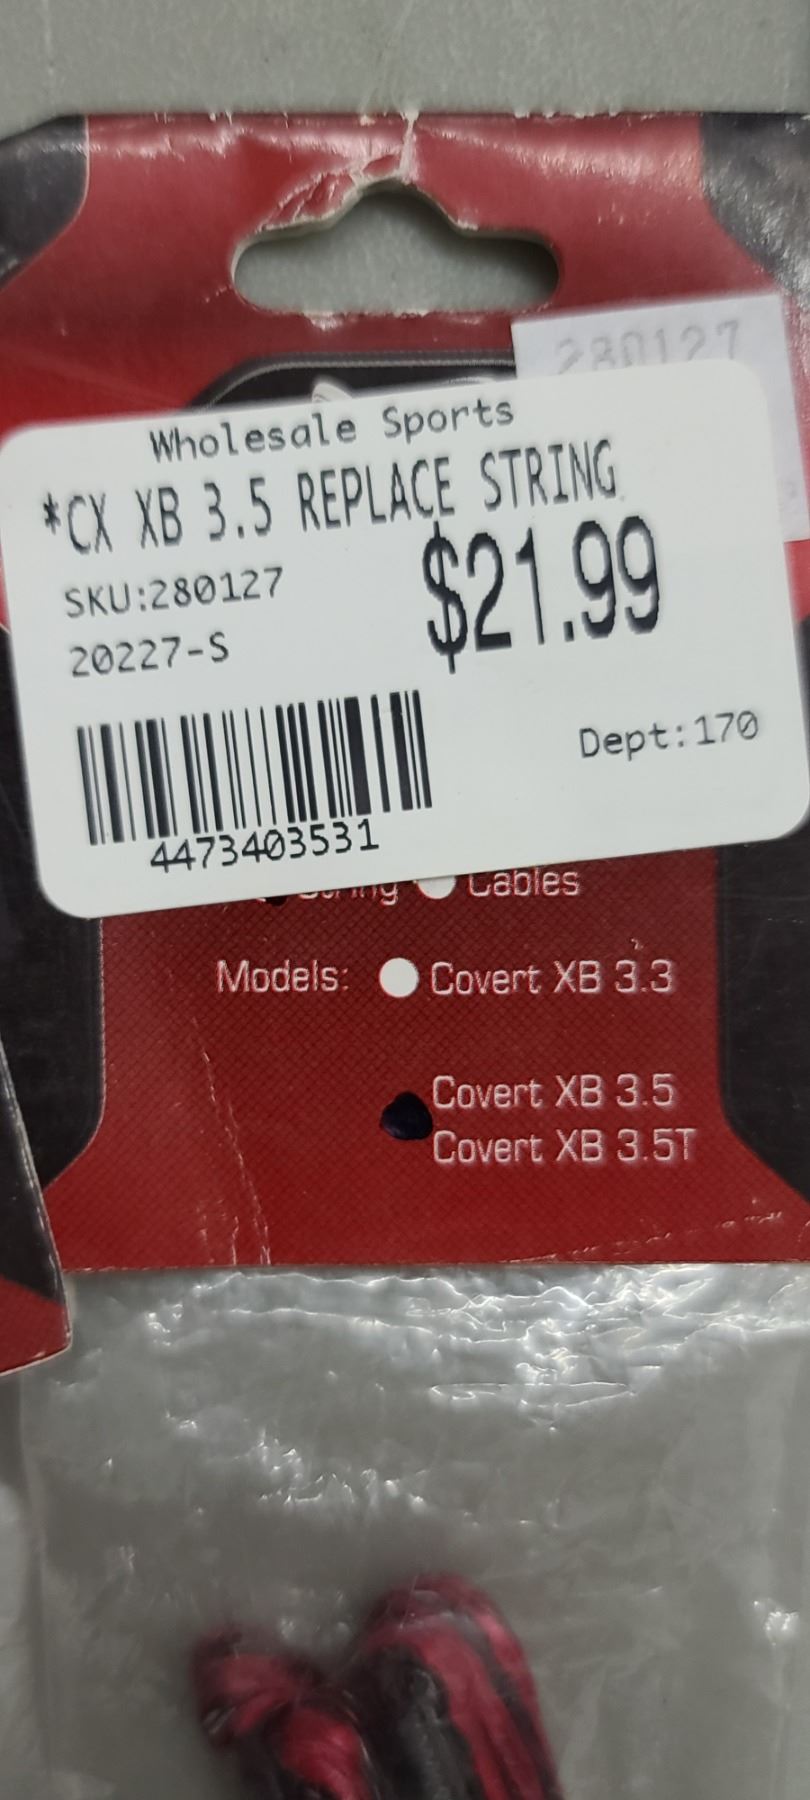 280127
Wholesale Sports
*CX XB 3.5 REPLACE STRING
$21.99
SKU:280127
20227-S
Dept:170
4473403531
String Cables
Models: Covert XB 3.3
Covert XB 3.5
Covert XB 3.5T